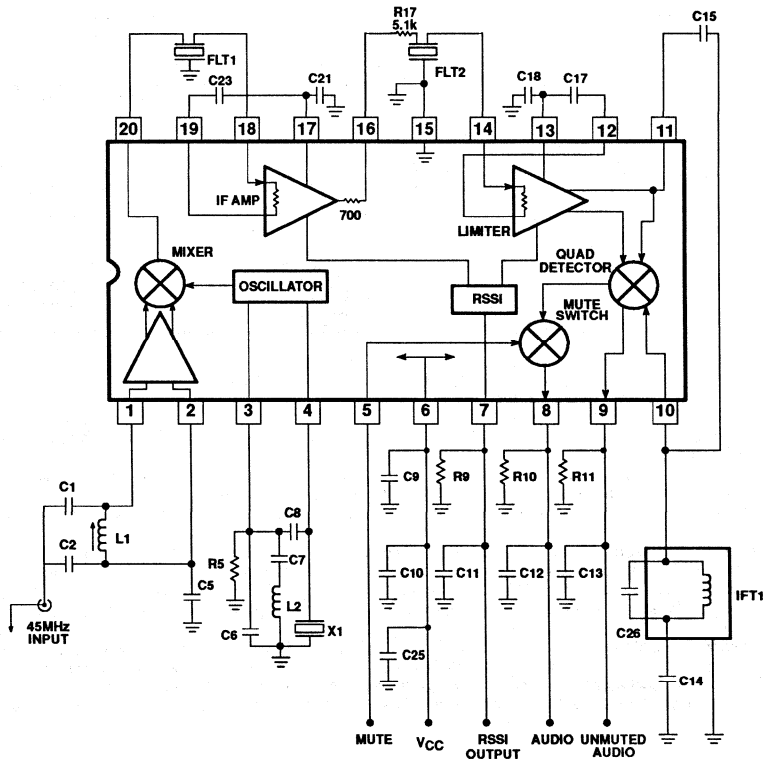 R17
5.1k
C15
FLT1
FLT2
C23
C21
C18
C17
20
19
18
17
16
15
14
13
12
11
IF AMP
700
LIMITER
MIXER
OSCILLATOR
RSSI
QUAD
DETECTOR
MUTE
SWITCH
1
2
3
4
5
6
7
8
9
10
C1
L1
C2
C5
45MHz
INPUT
R5
C8
C7
L2
C6
X1
C9
R9
R10
R11
C10
C11
C12
C13
C25
C26
IFT1
C14
MUTE
VCC
RSSI
OUTPUT
AUDIO
UNMUTED
AUDIO